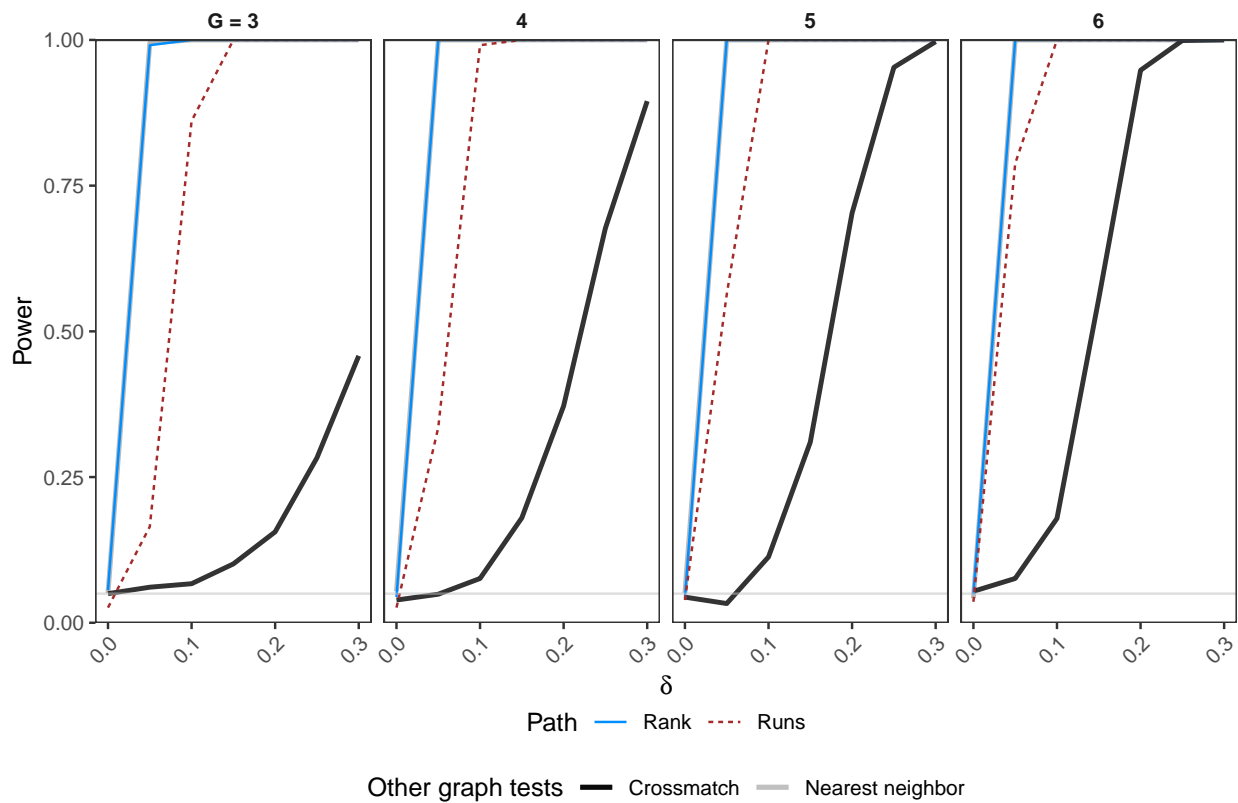 G = 3 4 5 6
1.00
0.75
0.50
0.25
0.00
Power
0.0 0.1 0.2 0.3 0.0 0.1 0.2 0.3 0.0 0.1 0.2 0.3 0.0 0.1 0.2 0.3
δ
Path Rank Runs
Other graph tests Crossmatch Nearest neighbor